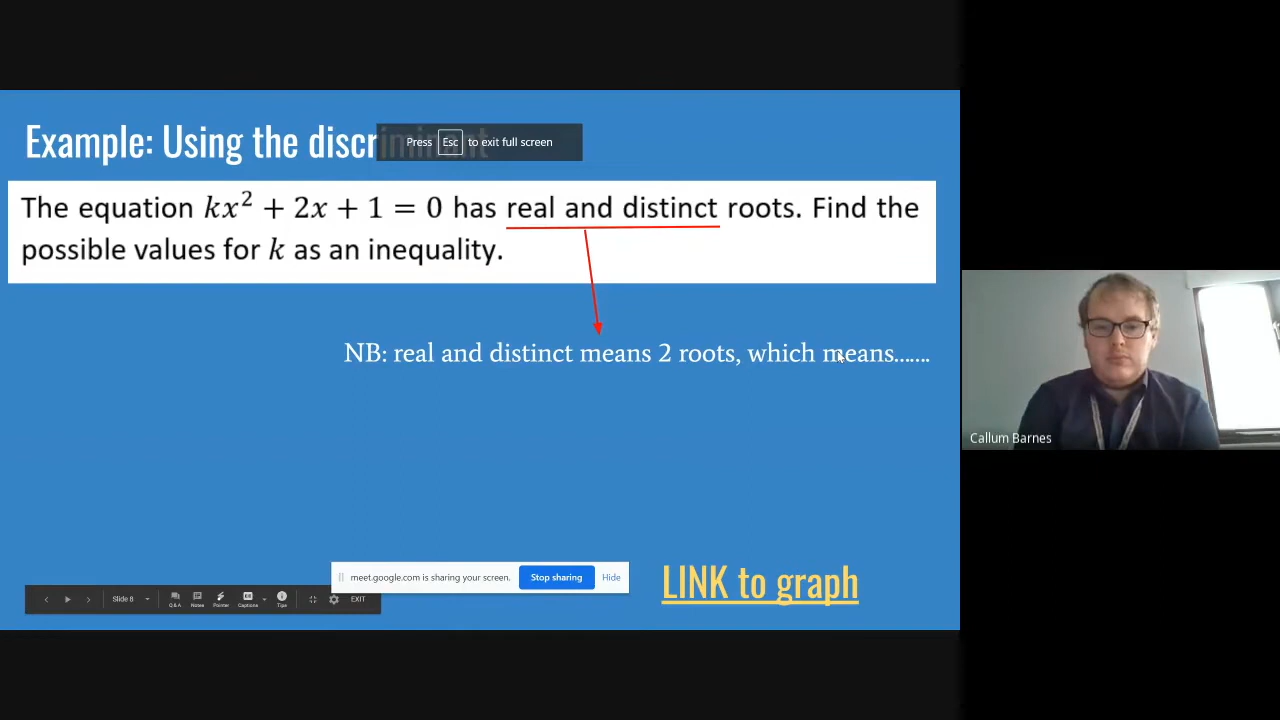 Example: Using the discriminant
Press Esc to exit full screen
The equation kx² + 2x + 1 = 0 has real and distinct roots. Find the
possible values for k as an inequality.
NB: real and distinct means 2 roots, which means.......
Callum Barnes
meet.google.com is sharing your screen. Stop sharing Hide
LINK to graph
Slide 8 Q&A Notes Pointer Captions Tips EXIT